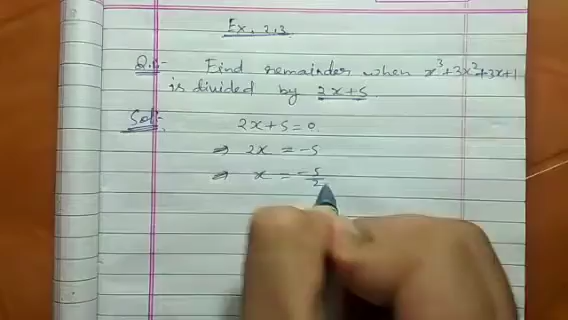 Ex. 2.3
Find remainder when x³+3x²+3x+1
is divided by 2x+5
Sol:-
2x+5=0
⇒ 2x = -5
⇒ x = -5/2